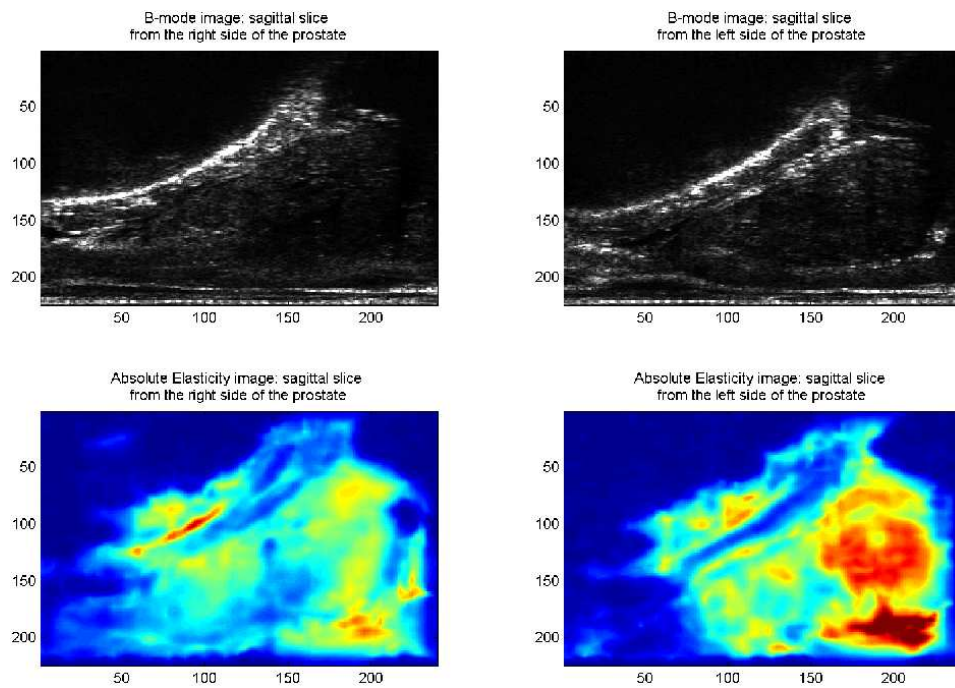 B-mode image: sagittal slice
from the right side of the prostate
50
100
150
200
50 100 150 200
B-mode image: sagittal slice
from the left side of the prostate
50
100
150
200
50 100 150 200
Absolute Elasticity image: sagittal slice
from the right side of the prostate
50
100
150
200
50 100 150 200
Absolute Elasticity image: sagittal slice
from the left side of the prostate
50
100
150
200
50 100 150 200